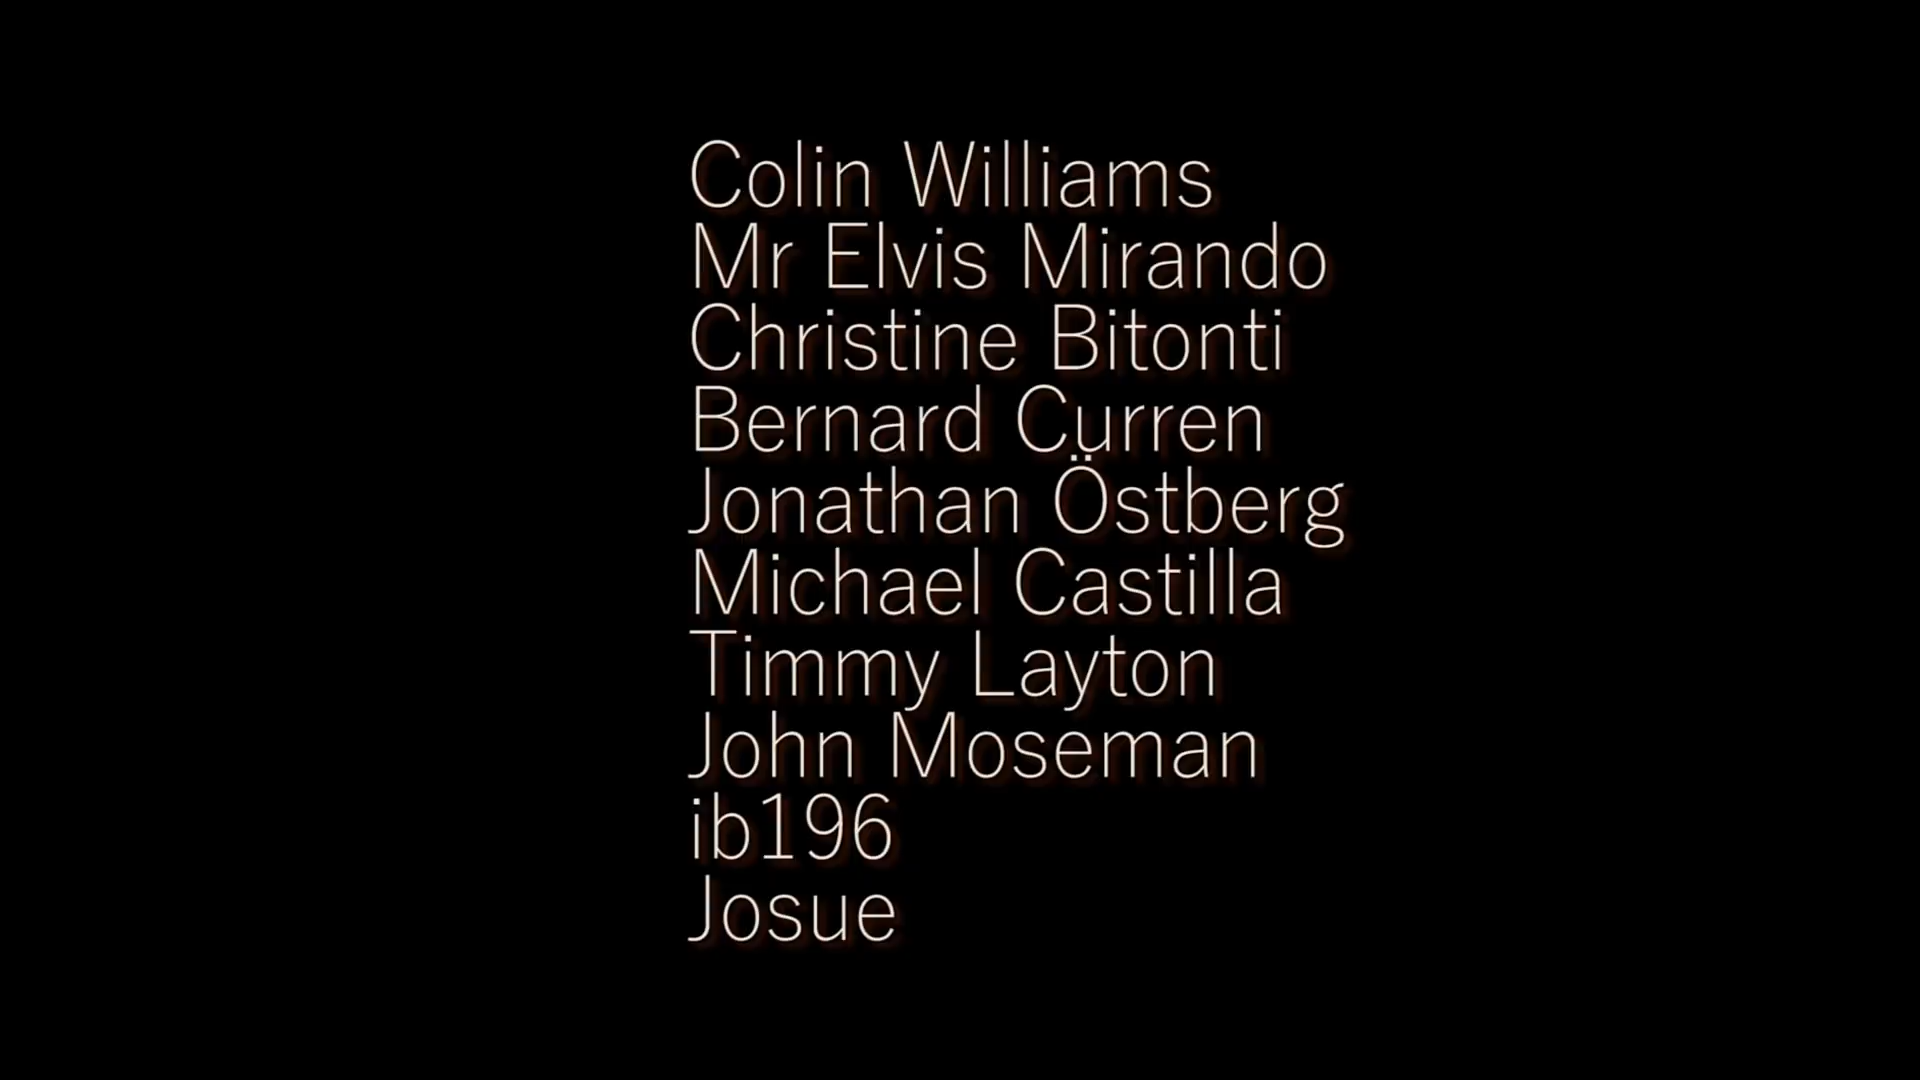 Colin Williams
Mr Elvis Mirando
Christine Bitonti
Bernard Curren
Jonathan Östberg
Michael Castilla
Timmy Layton
John Moseman
ib196
Josue